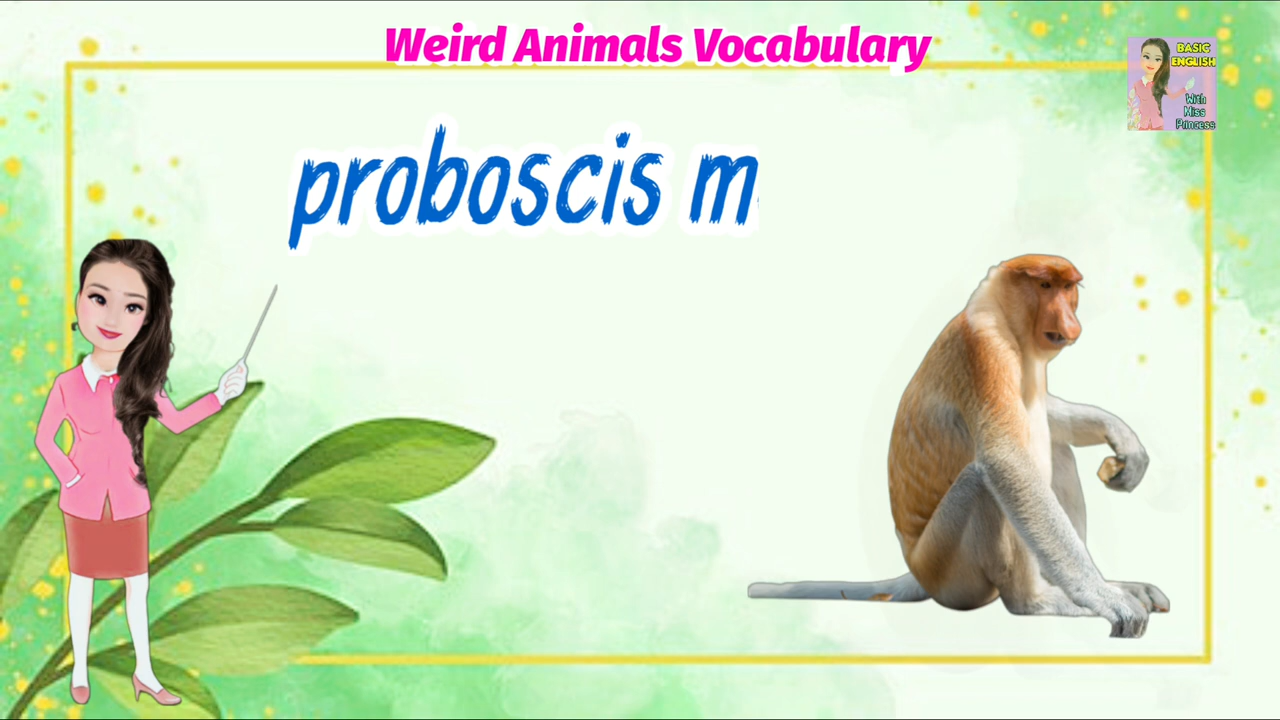 Weird Animals Vocabulary
BASIC
ENGLISH
With
Miss
Princess
proboscis m